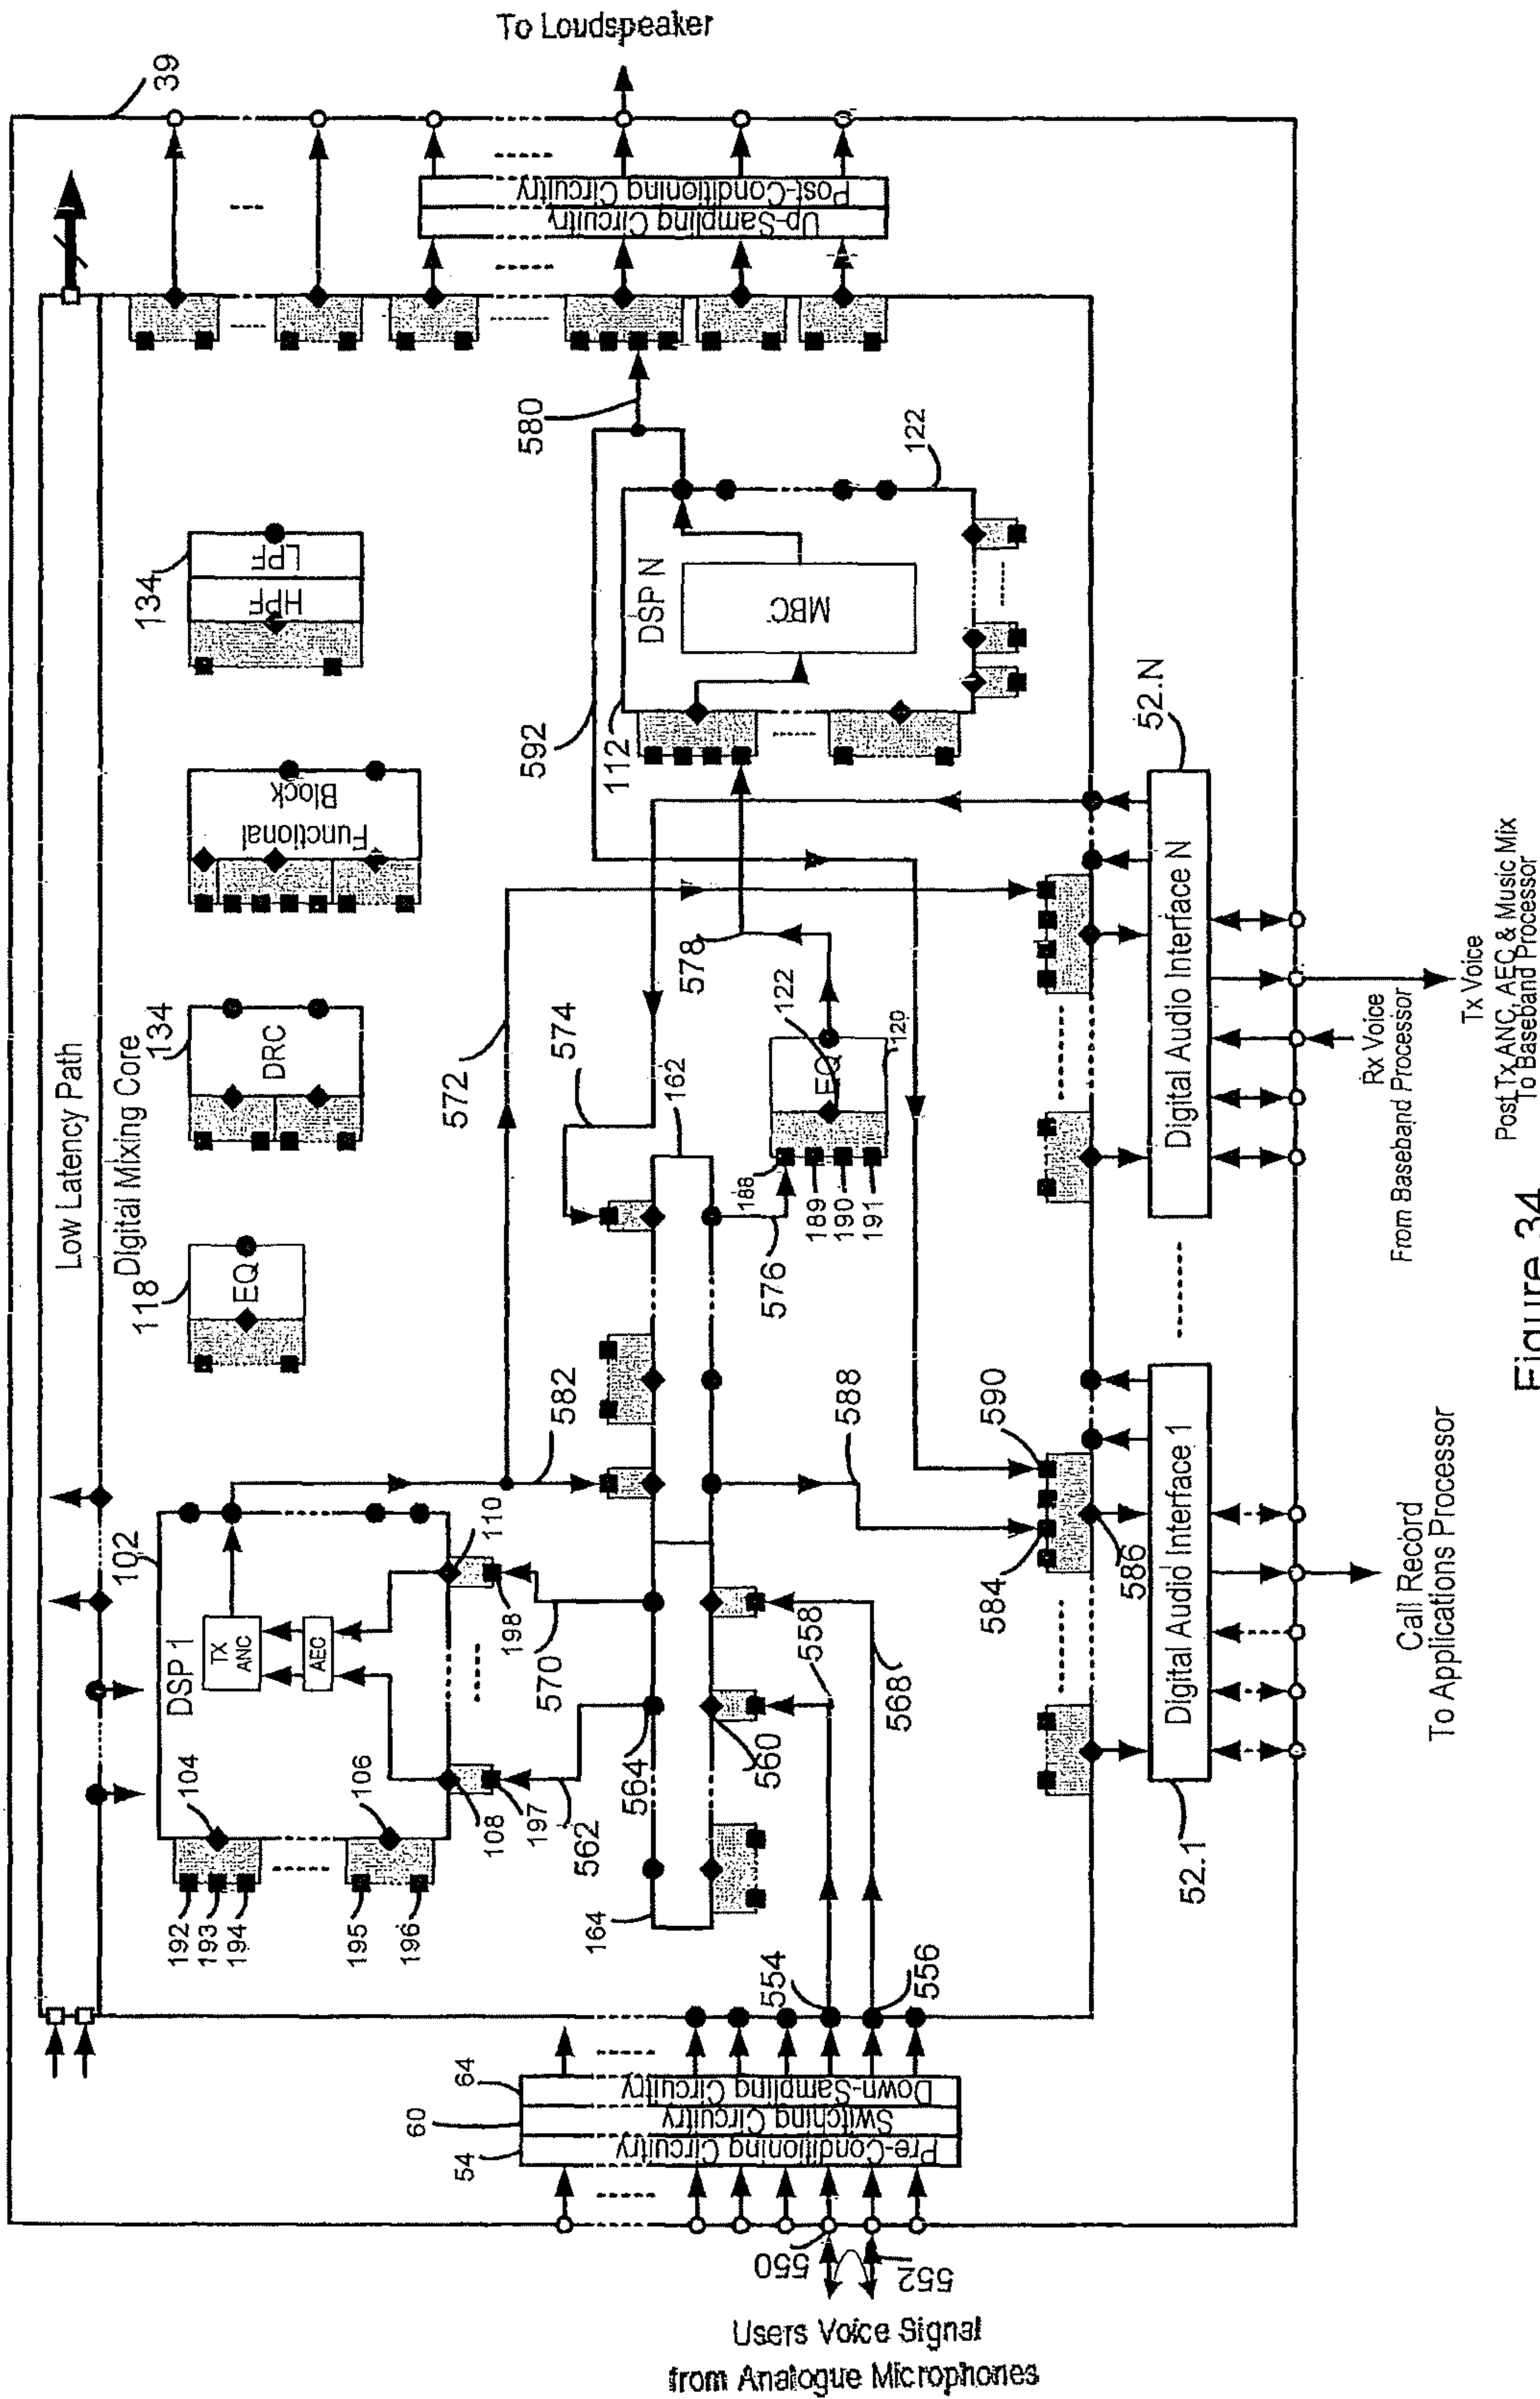 To Loudspeaker
39
Post-Conditioning Circuitry
Up-Sampling Circuitry
Low Latency Path
Digital Mixing Core
134
LPF
HPF
Functional
Block
134
DRC
118
EQ
580
122
DSP N
MBC
592
112
52.N
578
122
EQ
120
574
572
162
188
189
190
191
576
Digital Audio Interface N
Rx Voice
From Baseband Processor
Tx Voice
Post Tx ANC, AEC & Music Mix
To Baseband Processor
102
DSP 1
TX
ANC
AEC
582
588
590
584
586
110
198
570
104
106
108
197
562
564
560
558
568
192
193
194
195
196
164
Digital Audio Interface 1
52.1
Call Record
To Applications Processor
554
556
64
60
54
Down-Sampling Circuitry
Switching Circuitry
Pre-Conditioning Circuitry
550
552
Users Voice Signal
from Analogue Microphones
Figure 34